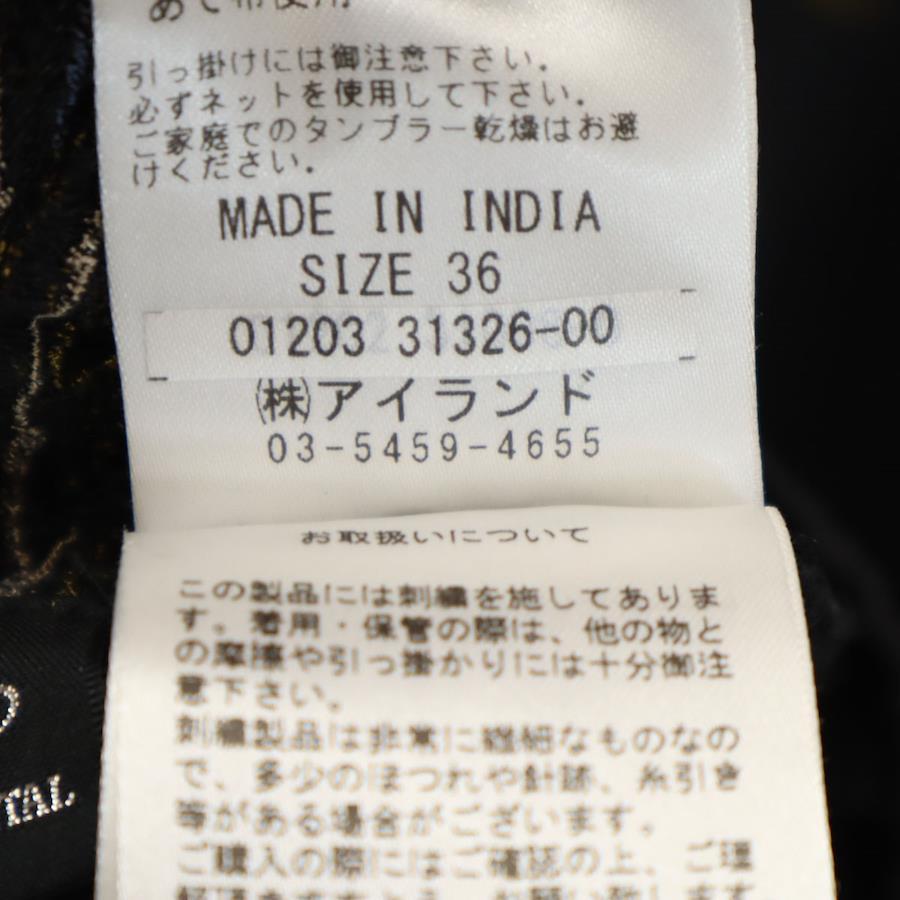 めて布使用
引っ掛けには御注意下さい.
必ずネットを使用して下さい.
ご家庭でのタンブラー乾燥はお避
けください.
MADE IN INDIA
SIZE 36
01203 31326-00
㈱アイランド
03-5459-4655
お取扱いについて
この製品には刺繍を施してありま
す。着用・保管の際は、他の物と
の摩擦や引っ掛かりには十分御注
意下さい。
刺繍製品は非常に繊細なものなの
で、多少のほつれや針跡、糸引き
等がある場合がございます。
ご購入の際にはご確認の上、ご理
TAL